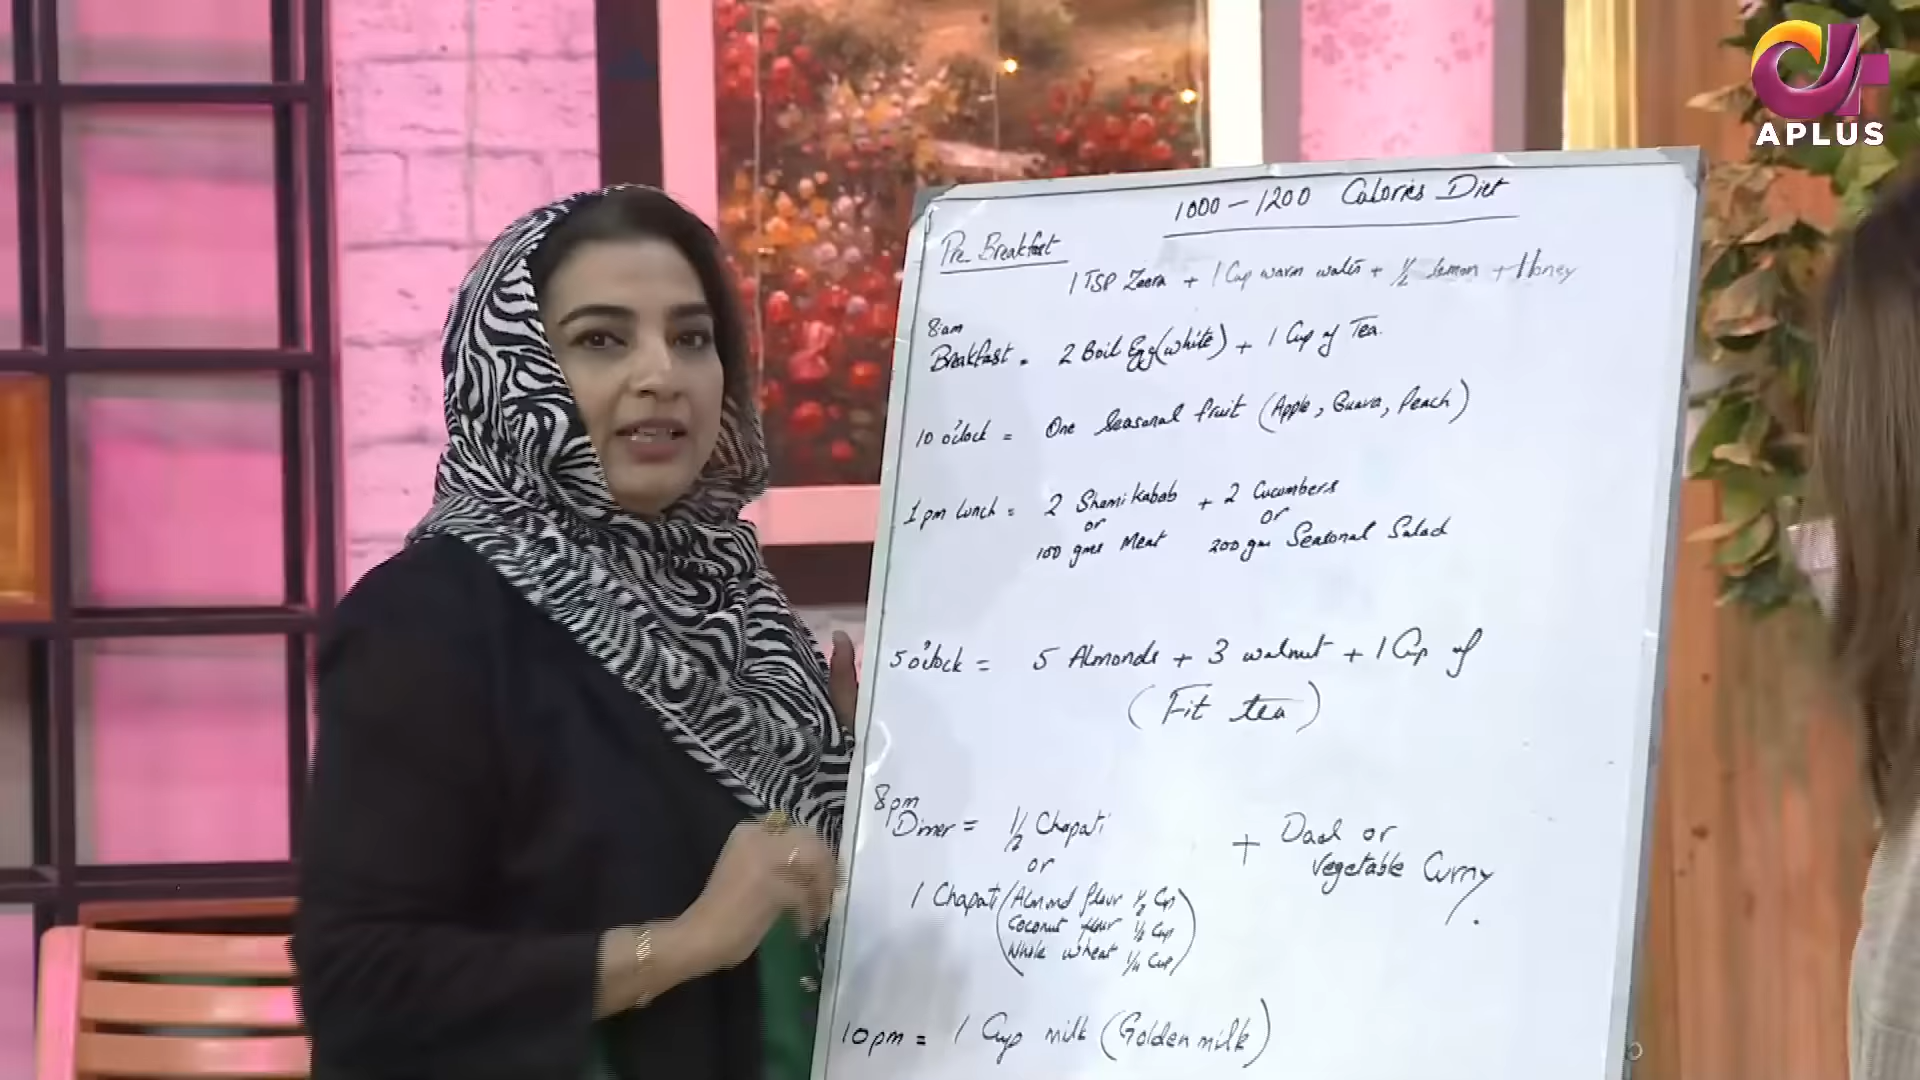 APLUS
1000 - 1200 Calories Diet
Pre Breakfast
1 TSP Zeera + 1 Cup warm water + 1/2 Lemon + Honey
8am
Breakfast = 2 Boil Egg (white) + 1 Cup of Tea.
10 o'clock = One Seasonal fruit (Apple, Guava, Peach)
1 pm Lunch = 2 Shami Kabab + 2 Cucumbers
or or
100 gms Meat 200 gm Seasonal Salad
5 o'clock = 5 Almonds + 3 walnut + 1 Cup of
(Fit tea)
8pm
Dinner = 1/2 Chapati + Daal or
or vegetable Curry.
1 Chapati (Almond flour 1/2 Cup
Coconut flour 1/2 Cup
Whole wheat 1/4 Cup)
10pm = 1 Cup milk (Golden milk)